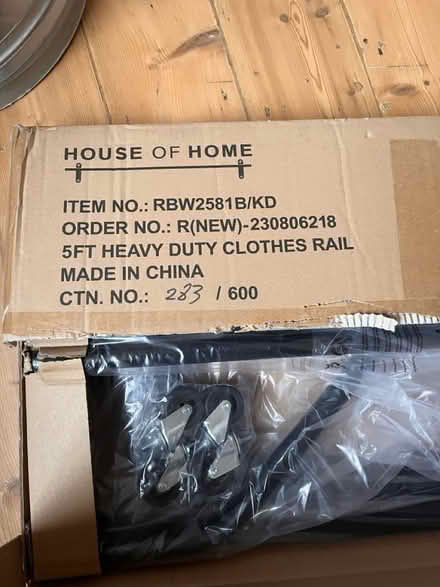 HOUSE OF HOME
ITEM NO.: RBW2581B/KD
ORDER NO.: R(NEW)-230806218
5FT HEAVY DUTY CLOTHES RAIL
MADE IN CHINA
CTN. NO.: 283 / 600